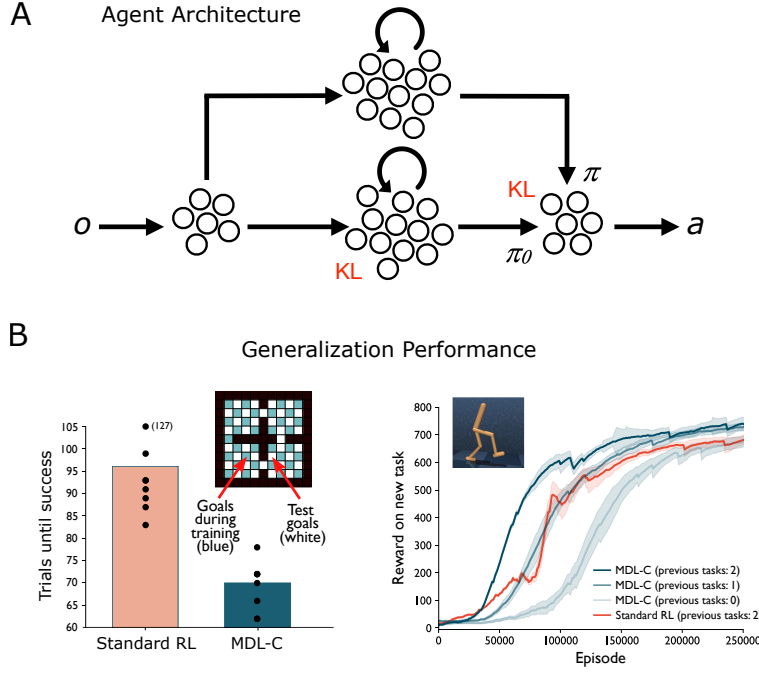 A
Agent Architecture
o
KL
π
KL
π0
a
B
Generalization Performance
Trials until success
105
100
95
90
85
80
75
70
65
60
(127)
Goals
during
training
(blue)
Test
goals
(white)
Standard RL
MDL-C
Reward on new task
800
700
600
500
400
300
200
100
0
MDL-C (previous tasks: 2)
MDL-C (previous tasks: 1)
MDL-C (previous tasks: 0)
Standard RL (previous tasks: 2
0
50000
100000
150000
200000
250000
Episode